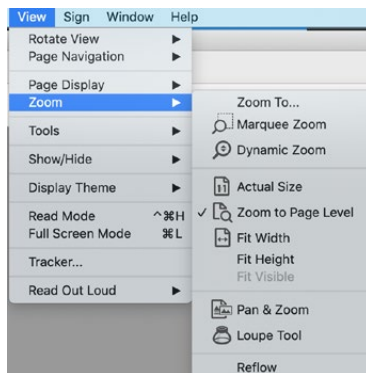 View Sign Window Help
Rotate View
Page Navigation
Page Display
Zoom
Tools
Show/Hide
Display Theme
Read Mode ^⌘H
Full Screen Mode ⌘L
Tracker...
Read Out Loud
Zoom To...
Marquee Zoom
Dynamic Zoom
Actual Size
Zoom to Page Level
Fit Width
Fit Height
Fit Visible
Pan & Zoom
Loupe Tool
Reflow